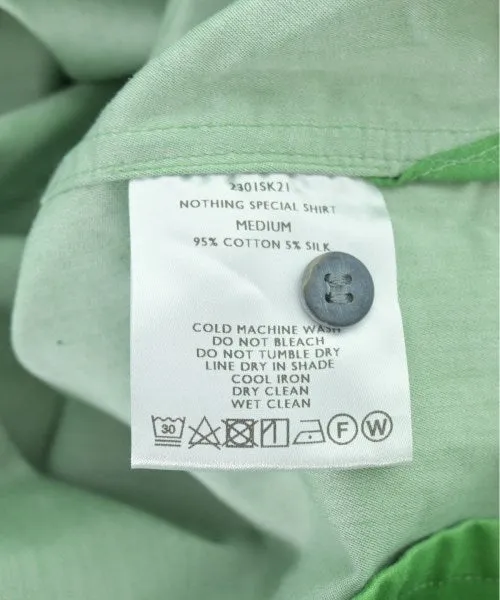 2301SK21
NOTHING SPECIAL SHIRT
MEDIUM
95% COTTON 5% SILK
COLD MACHINE WASH
DO NOT BLEACH
DO NOT TUMBLE DRY
LINE DRY IN SHADE
COOL IRON
DRY CLEAN
WET CLEAN
30 F W